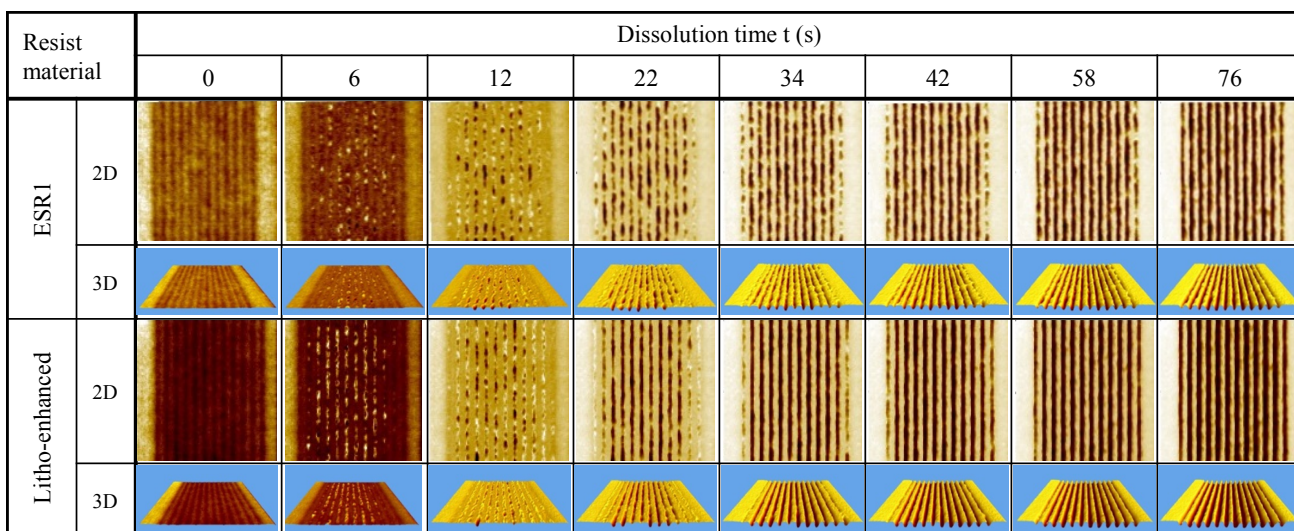 Resist material
Dissolution time t (s)
0 6 12 22 34 42 58 76
ESR1
2D
3D
Litho-enhanced
2D
3D